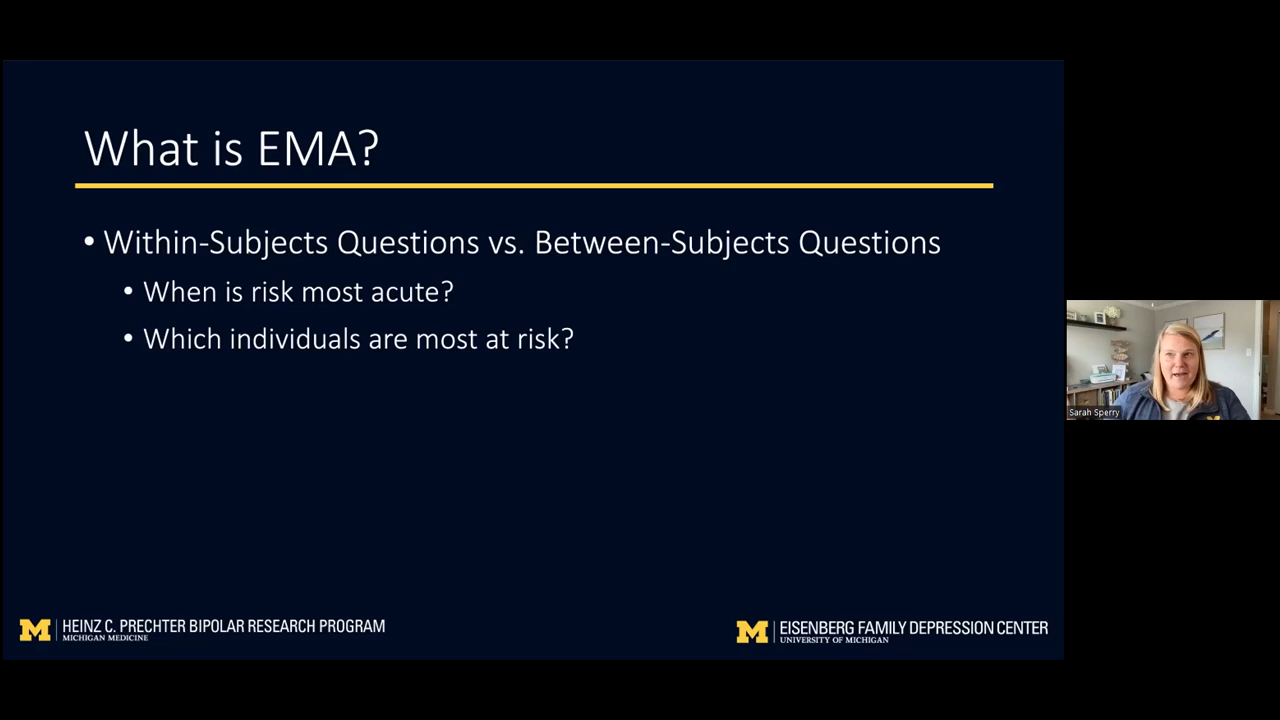 What is EMA?
• Within-Subjects Questions vs. Between-Subjects Questions
• When is risk most acute?
• Which individuals are most at risk?
Sarah Sperry
M HEINZ C. PRECHTER BIPOLAR RESEARCH PROGRAM
MICHIGAN MEDICINE
M EISENBERG FAMILY DEPRESSION CENTER
UNIVERSITY OF MICHIGAN